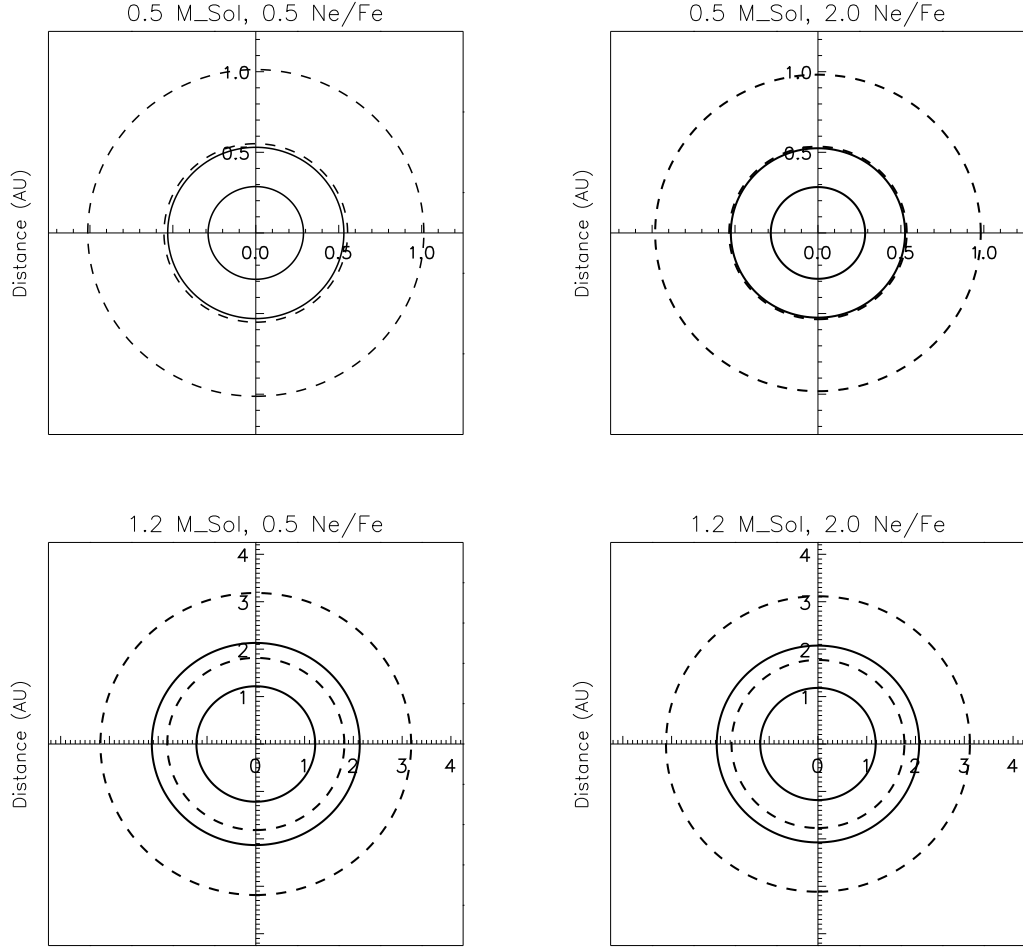 0.5 M_Sol, 0.5 Ne/Fe
1.0
0.5
0.0 0.5 1.0
Distance (AU)
0.5 M_Sol, 2.0 Ne/Fe
1.0
0.5
0.0 0.5 1.0
Distance (AU)
1.2 M_Sol, 0.5 Ne/Fe
4
3
2
1
0 1 2 3 4
Distance (AU)
1.2 M_Sol, 2.0 Ne/Fe
4
3
2
1
0 1 2 3 4
Distance (AU)